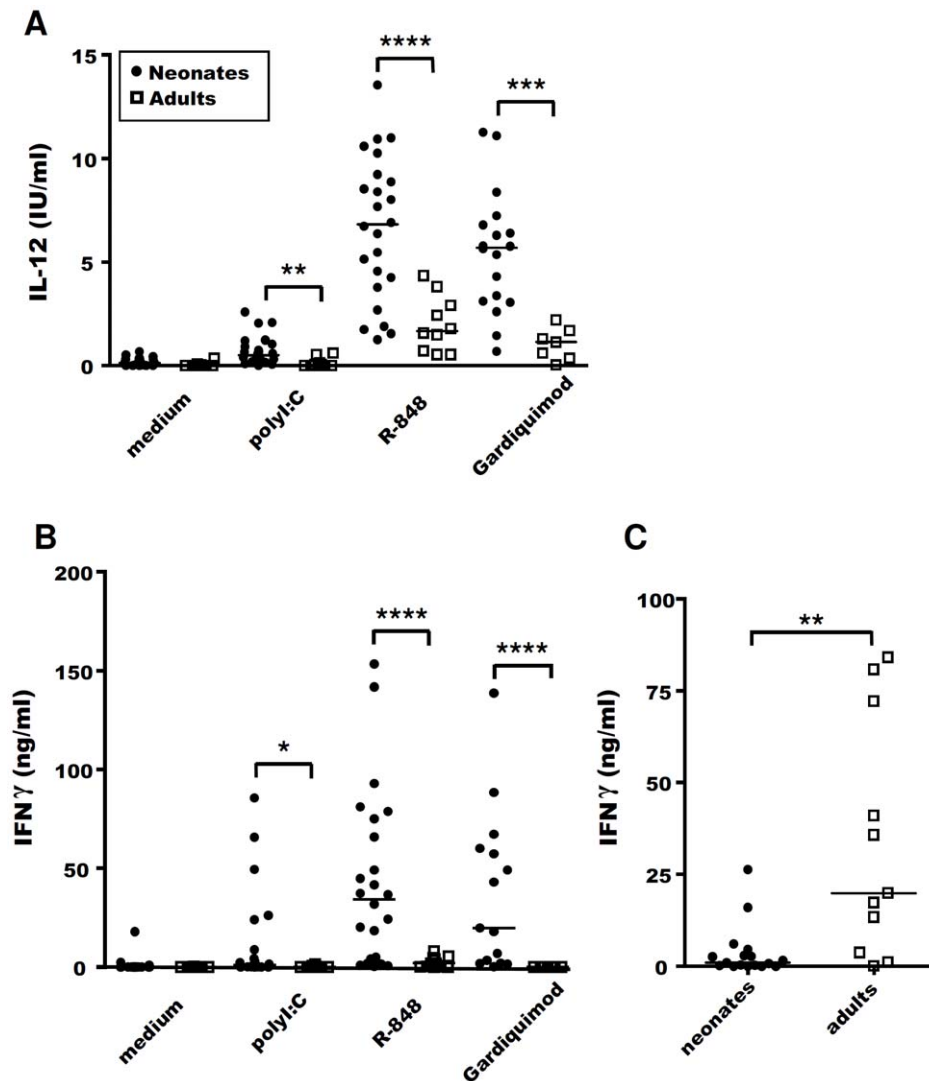 A
****
15
● Neonates
□ Adults
***
10
IL-12 (IU/ml)
5
**
0
medium
polyI:C
R-848
Gardiquimod
B
C
200
100
****
**
****
150
75
*
IFNγ (ng/ml)
100
IFNγ (ng/ml)
50
50
25
0
0
medium
polyI:C
R-848
Gardiquimod
neonates
adults